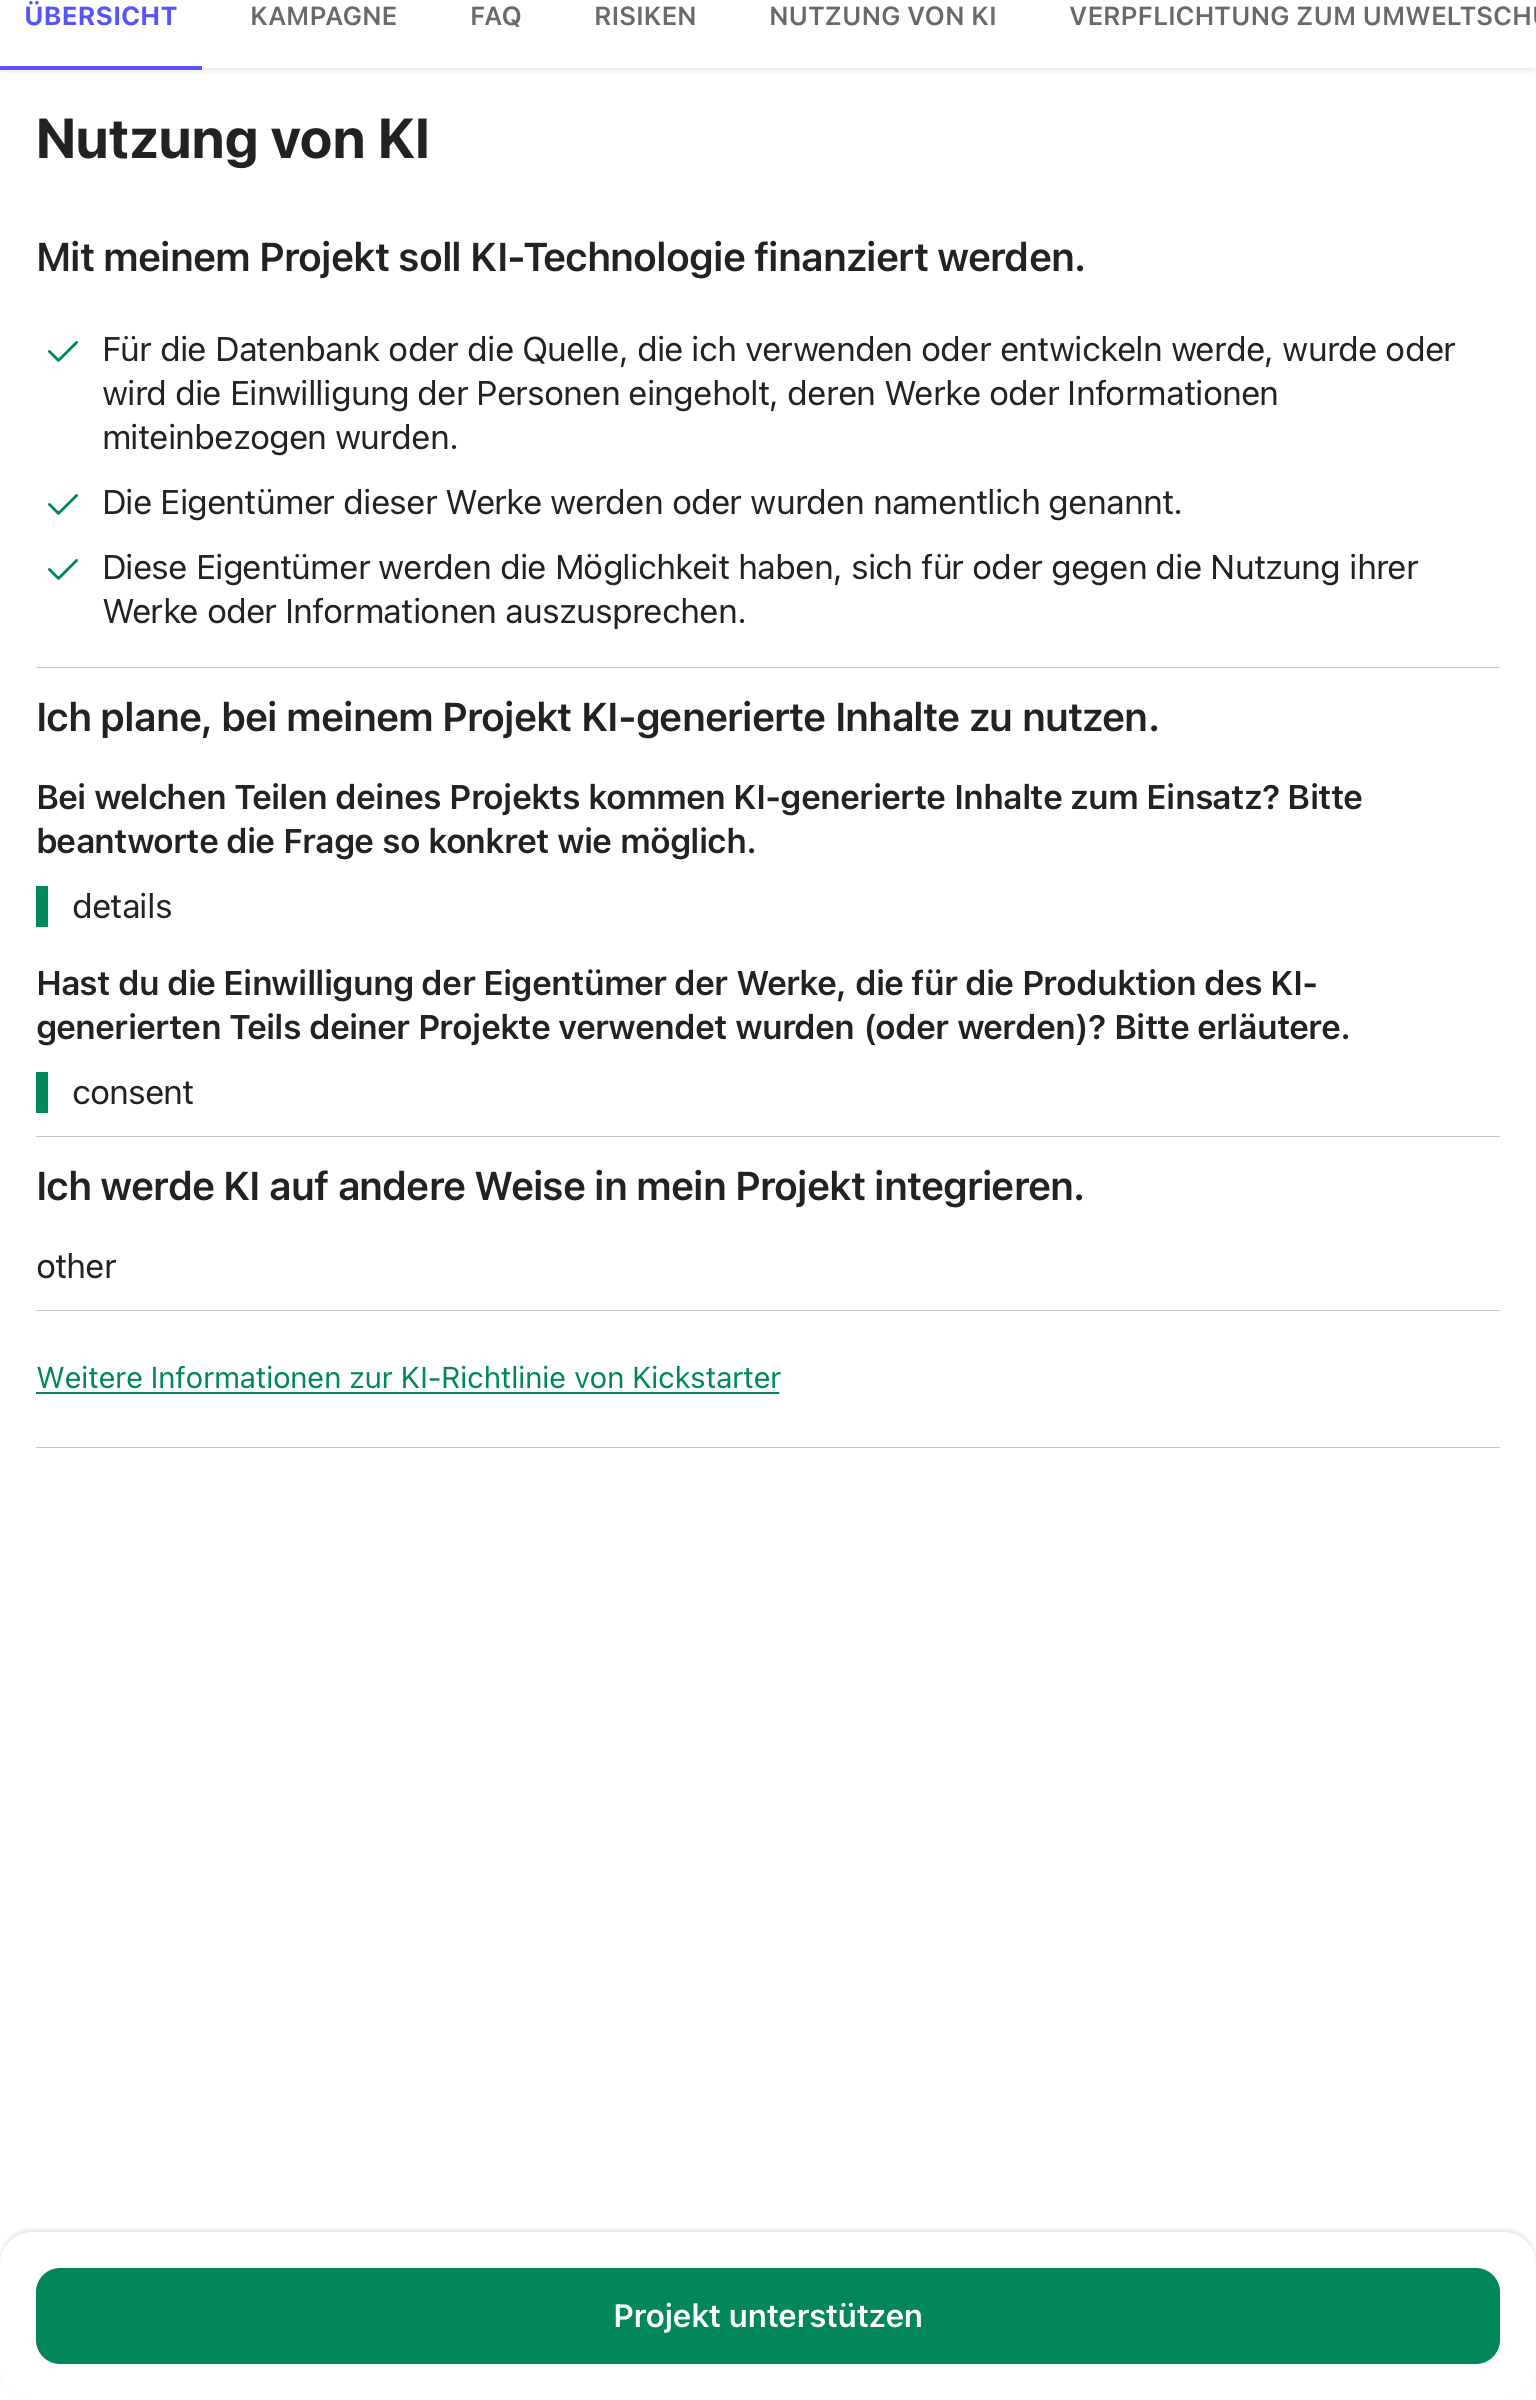 ÜBERSICHT KAMPAGNE FAQ RISIKEN NUTZUNG VON KI VERPFLICHTUNG ZUM
Nutzung von KI
Mit meinem Projekt soll KI-Technologie finanziert werden.
Für die Datenbank oder die Quelle, die ich verwenden oder entwickeln werde, wurde oder
wird die Einwilligung der Personen eingeholt, deren Werke oder Informationen
miteinbezogen wurden.
Die Eigentümer dieser Werke werden oder wurden namentlich genannt.
Diese Eigentümer werden die Möglichkeit haben, sich für oder gegen die Nutzung ihrer
Werke oder Informationen auszusprechen.
Ich plane, bei meinem Projekt KI-generierte Inhalte zu nutzen.
Bei welchen Teilen deines Projekts kommen KI-generierte Inhalte zum Einsatz? Bitte
beantworte die Frage so konkret wie möglich.
details
Hast du die Einwilligung der Eigentümer der Werke, die für die Produktion des KI-
generierten Teils deiner Projekte verwendet wurden (oder werden)? Bitte erläutere.
consent
Ich werde KI auf andere Weise in mein Projekt integrieren.
other
Weitere Informationen zur KI-Richtlinie von Kickstarter
Projekt unterstützen